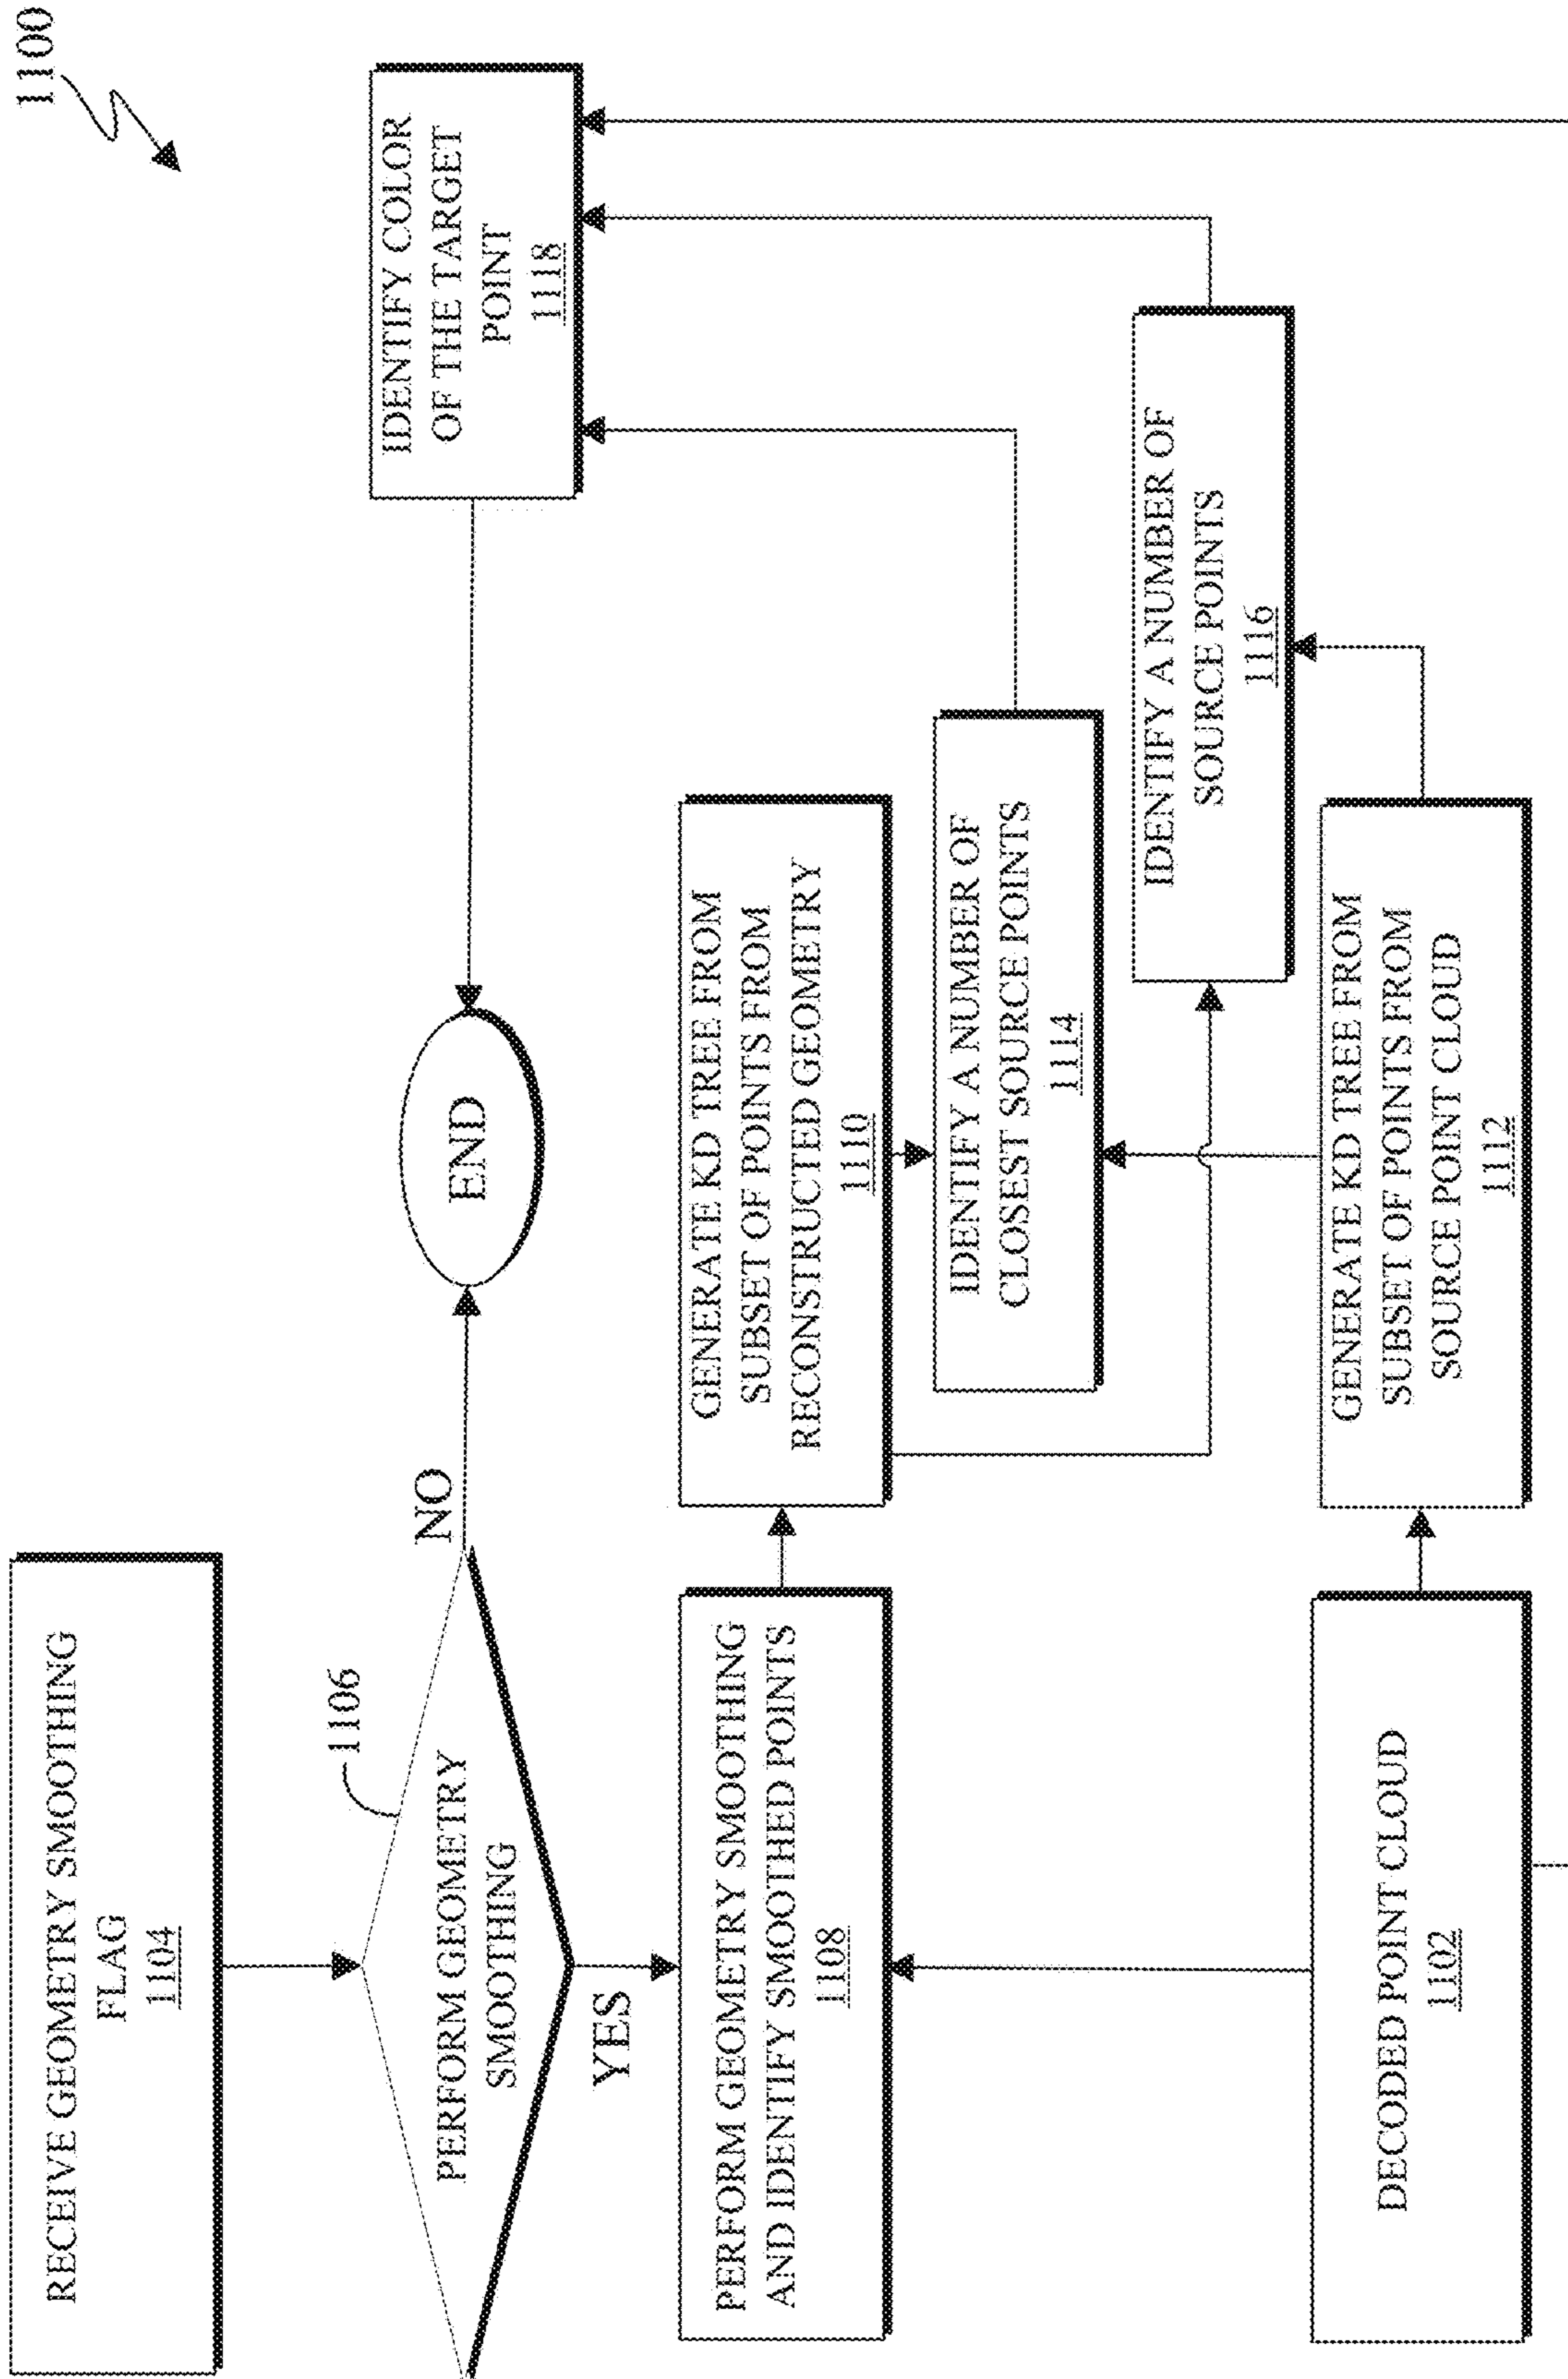 1100
RECEIVE GEOMETRY SMOOTHING
FLAG
1104
1106
PERFORM GEOMETRY
SMOOTHING
NO
END
YES
IDENTIFY COLOR
OF THE TARGET
POINT
1118
PERFORM GEOMETRY SMOOTHING
AND IDENTIFY SMOOTHED POINTS
1108
GENERATE KD TREE FROM
SUBSET OF POINTS FROM
RECONSTRUCTED GEOMETRY
1110
IDENTIFY A NUMBER OF
CLOSEST SOURCE POINTS
1114
IDENTIFY A NUMBER OF
SOURCE POINTS
1116
DECODED POINT CLOUD
1102
GENERATE KD TREE FROM
SUBSET OF POINTS FROM
SOURCE POINT CLOUD
1112